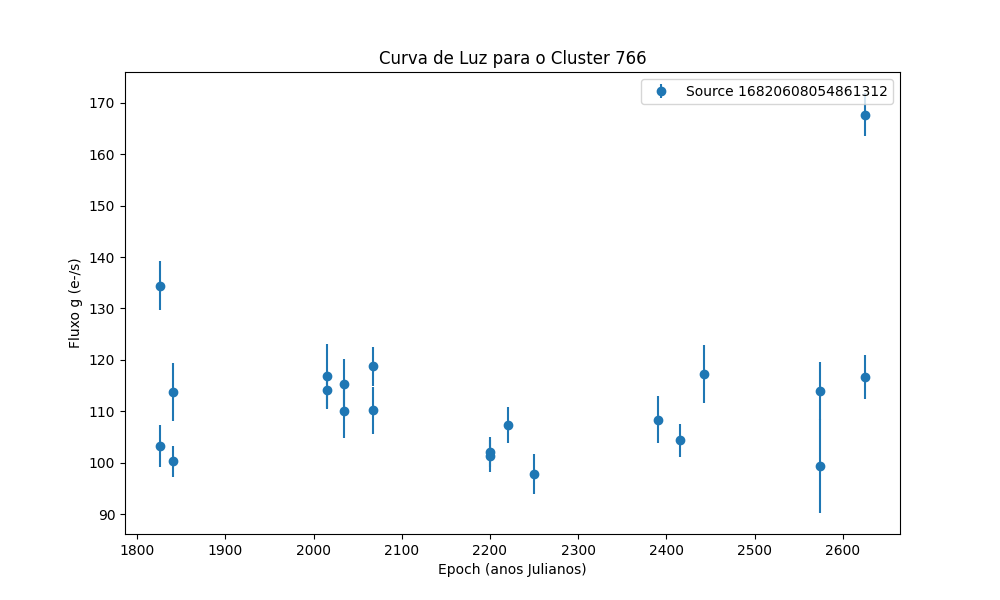 Curva de Luz para o Cluster 766
Source 16820608054861312
Fluxo g (e-/s)
170
160
150
140
130
120
110
100
90
1800 1900 2000 2100 2200 2300 2400 2500 2600
Epoch (anos Julianos)